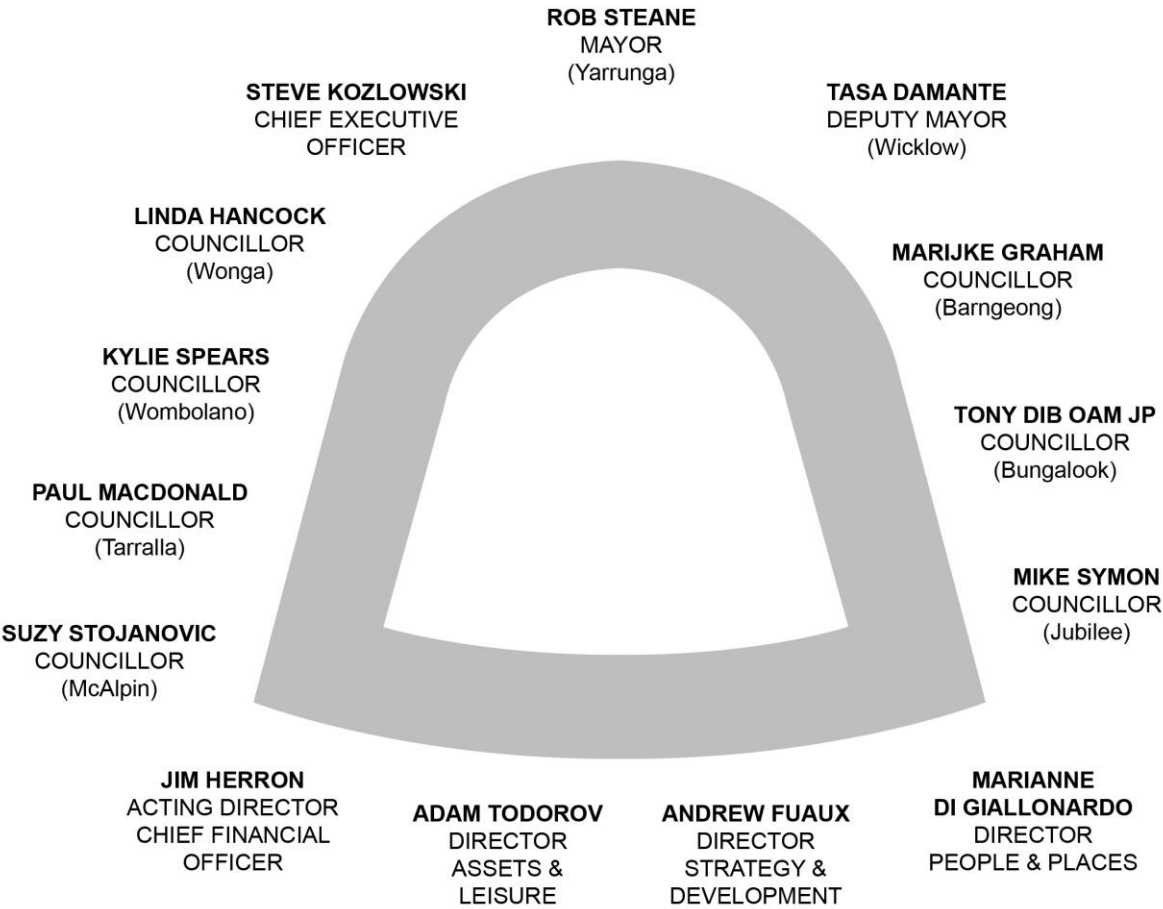 ROB STEANE
MAYOR
(Yarrunga)
STEVE KOZLOWSKI
CHIEF EXECUTIVE
OFFICER
TASA DAMANTE
DEPUTY MAYOR
(Wicklow)
LINDA HANCOCK
COUNCILLOR
(Wonga)
MARIJKE GRAHAM
COUNCILLOR
(Barngeong)
KYLIE SPEARS
COUNCILLOR
(Wombolano)
TONY DIB OAM JP
COUNCILLOR
(Bungalook)
PAUL MACDONALD
COUNCILLOR
(Tarralla)
MIKE SYMON
COUNCILLOR
(Jubilee)
SUZY STOJANOVIC
COUNCILLOR
(McAlpin)
JIM HERRON
ACTING DIRECTOR
CHIEF FINANCIAL
OFFICER
ADAM TODOROV
DIRECTOR
ASSETS &
LEISURE
ANDREW FUAUX
DIRECTOR
STRATEGY &
DEVELOPMENT
MARIANNE
DI GIALLONARDO
DIRECTOR
PEOPLE & PLACES